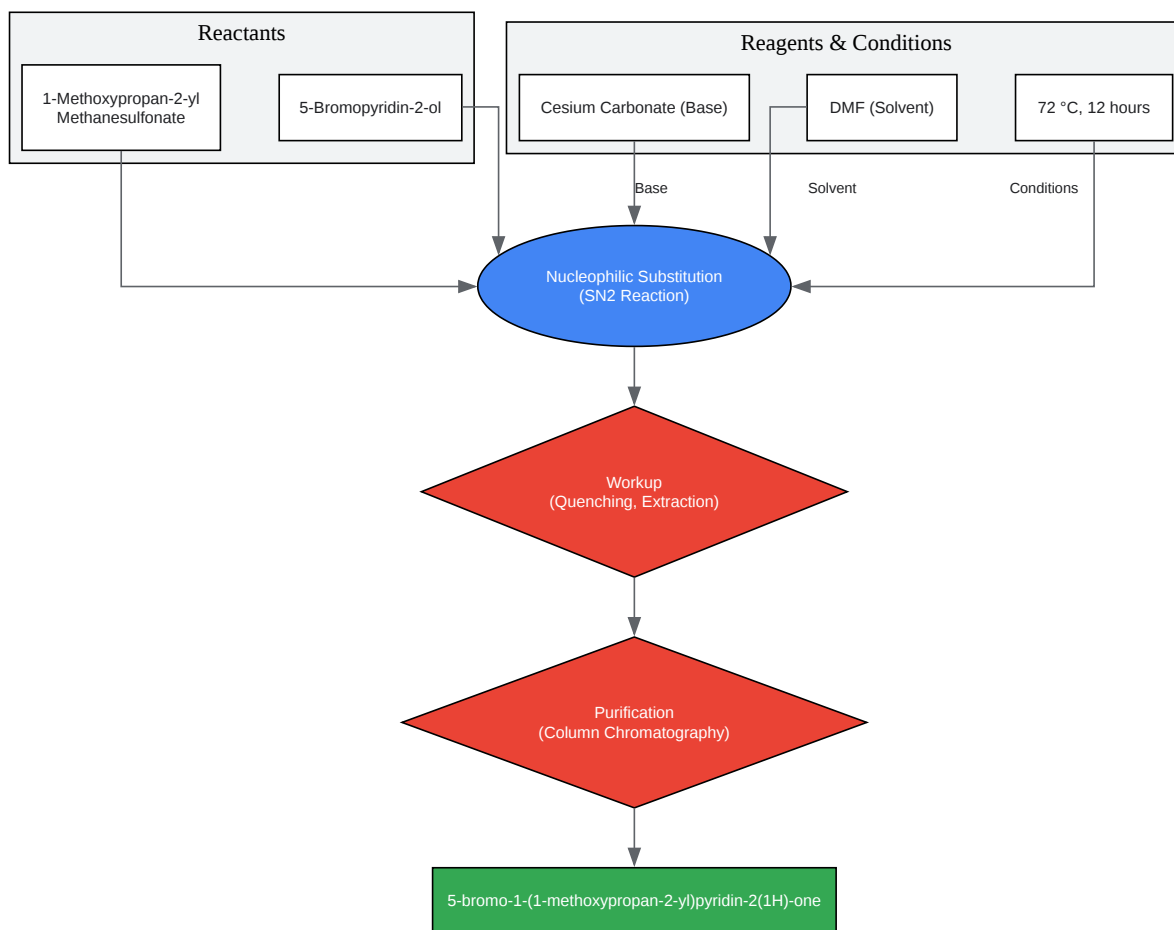 Reactants
Reagents & Conditions
1-Methoxypropan-2-yl
Methanesulfonate
5-Bromopyridin-2-ol
Cesium Carbonate (Base)
DMF (Solvent)
72 °C, 12 hours
Base
Solvent
Conditions
Nucleophilic Substitution
(SN2 Reaction)
Workup
(Quenching, Extraction)
Purification
(Column Chromatography)
5-bromo-1-(1-methoxypropan-2-yl)pyridin-2(1H)-one